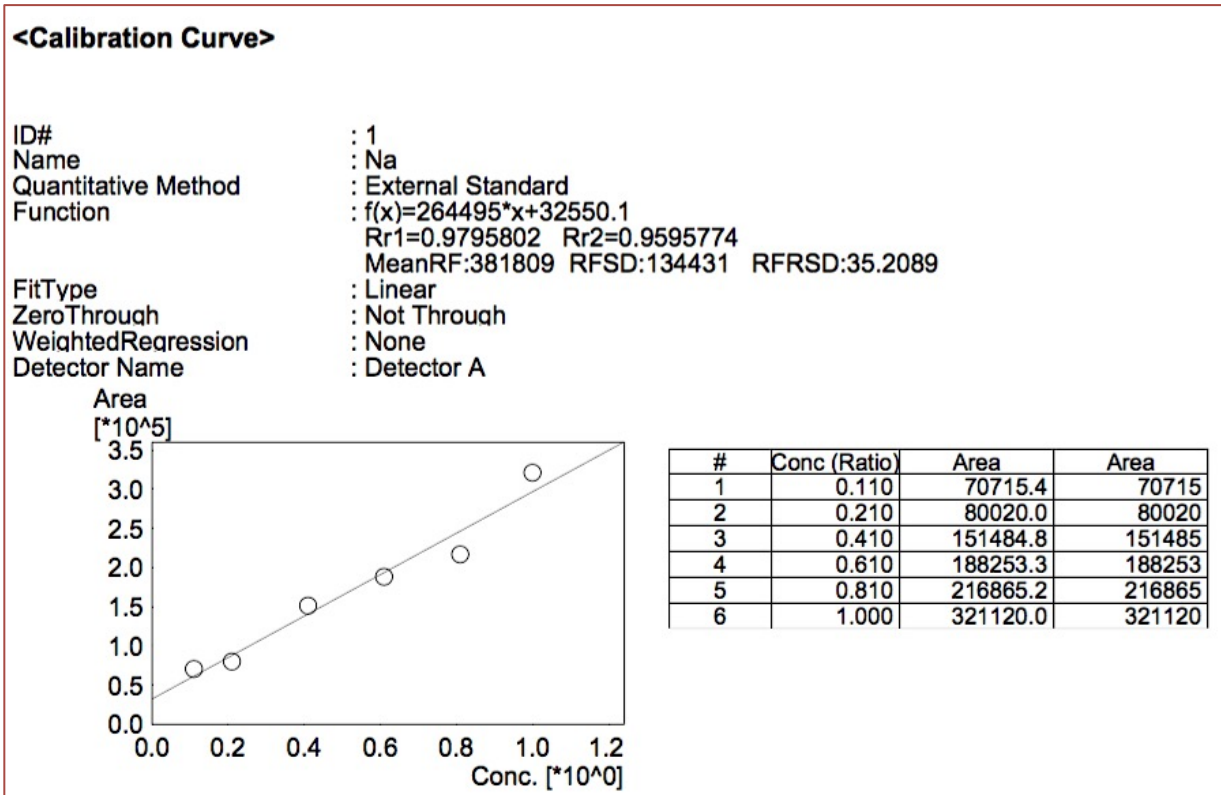 <Calibration Curve>
ID# : 1
Name : Na
Quantitative Method : External Standard
Function : f(x)=264495*x+32550.1
Rr1=0.9795802 Rr2=0.9595774
MeanRF:381809 RFSD:134431 RFRSD:35.2089
FitType : Linear
ZeroThrough : Not Through
WeightedRegression : None
Detector Name : Detector A
Area
[*10^5]
3.5
3.0
2.5
2.0
1.5
1.0
0.5
0.0
0.0 0.2 0.4 0.6 0.8 1.0 1.2
Conc. [*10^0]
# Conc (Ratio) Area Area
1 0.110 70715.4 70715
2 0.210 80020.0 80020
3 0.410 151484.8 151485
4 0.610 188253.3 188253
5 0.810 216865.2 216865
6 1.000 321120.0 321120